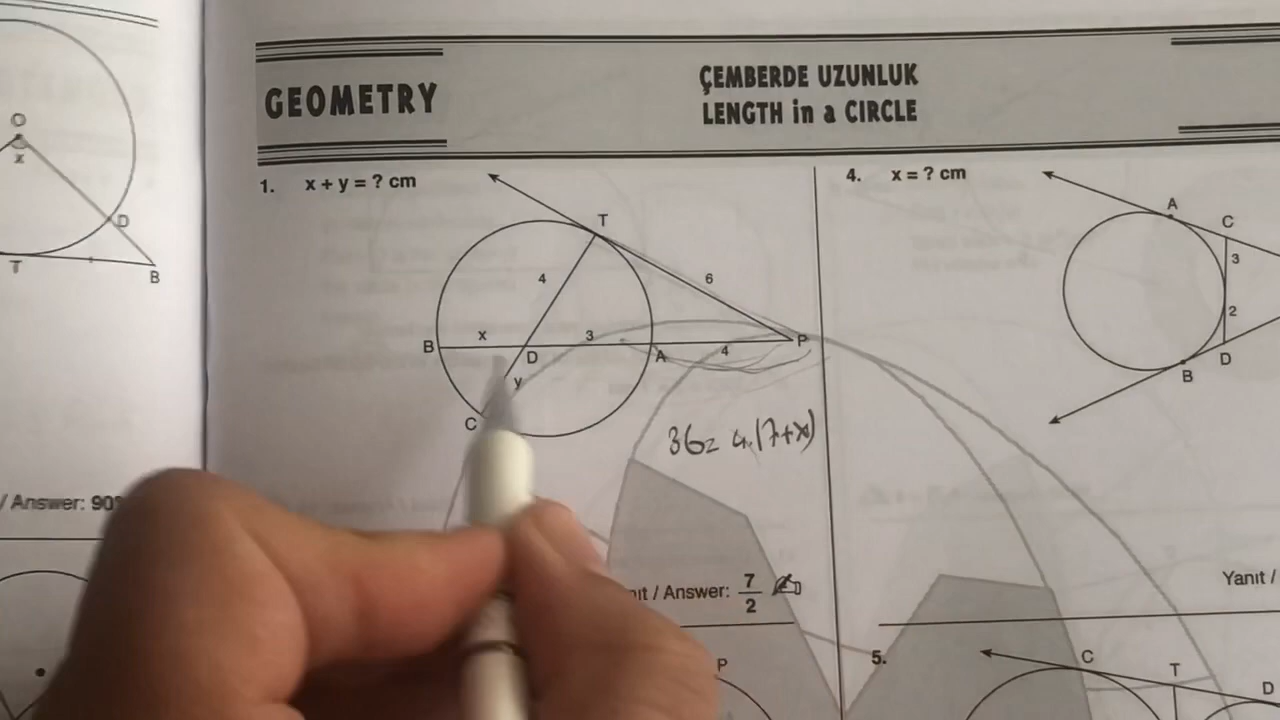 O
x
D
T
B
/ Answer: 90°
GEOMETRY
ÇEMBERDE UZUNLUK
LENGTH in a CIRCLE
1. x + y = ? cm
T
4
6
x
3
B
D
A
4
P
y
C
36= 4.(7+x)
/ Answer: 7/2
P
4. x = ? cm
A
C
3
2
D
B
Yanıt /
5.
C
T
D